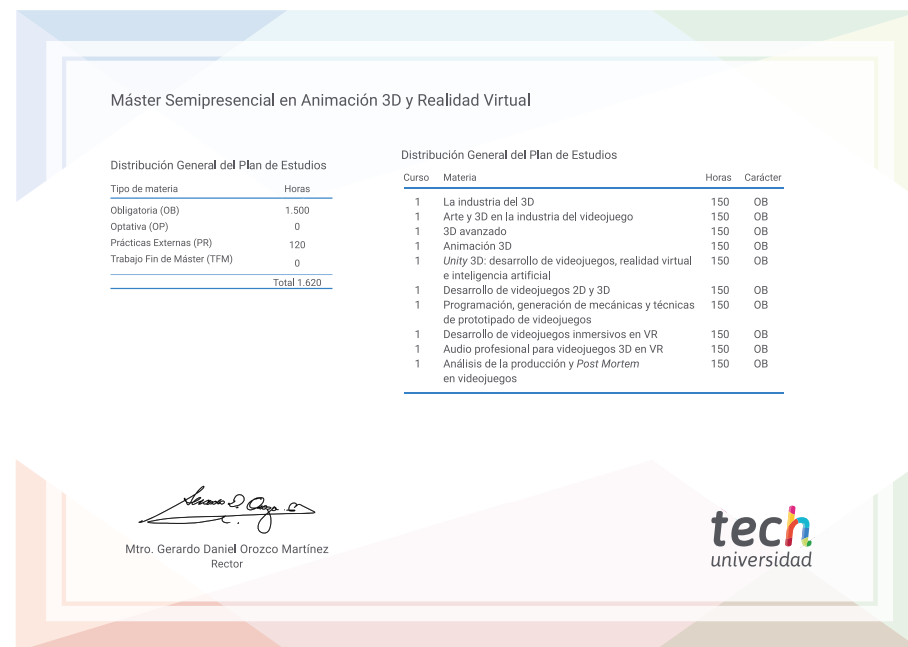 Máster Semipresencial en Animación 3D y Realidad Virtual
Distribución General del Plan de Estudios
Tipo de materia Horas
Obligatoria (OB) 1.500
Optativa (OP) 0
Prácticas Externas (PR) 120
Trabajo Fin de Máster (TFM) 0
Total 1.620
Distribución General del Plan de Estudios
Curso Materia Horas Carácter
1 La industria del 3D 150 OB
1 Arte y 3D en la industria del videojuego 150 OB
1 3D avanzado 150 OB
1 Animación 3D 150 OB
1 Unity 3D: desarrollo de videojuegos, realidad virtual 150 OB
e inteligencia artificial
1 Desarrollo de videojuegos 2D y 3D 150 OB
1 Programación, generación de mecánicas y técnicas 150 OB
de prototipado de videojuegos
1 Desarrollo de videojuegos inmersivos en VR 150 OB
1 Audio profesional para videojuegos 3D en VR 150 OB
1 Análisis de la producción y Post Mortem 150 OB
en videojuegos
Mtro. Gerardo Daniel Orozco Martínez
Rector
tech
universidad